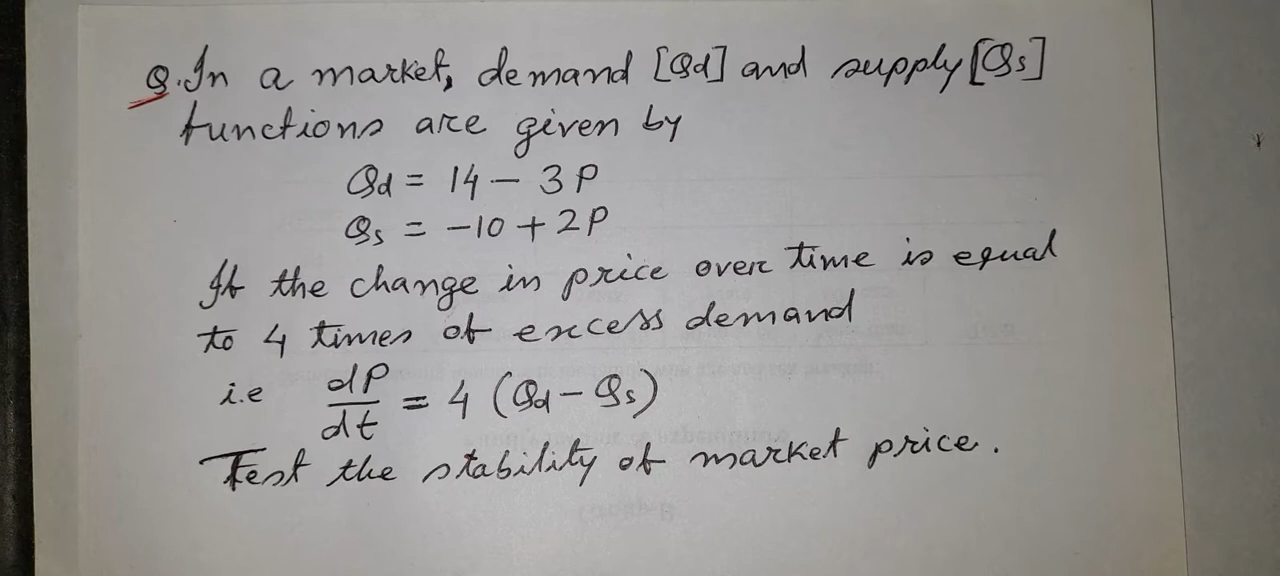 Q. In a market, demand [Qd] and supply [Qs]
functions are given by
Qd = 14 - 3P
Qs = -10 + 2P
If the change in price over time is equal
to 4 times of excess demand
i.e dP/dt = 4 (Qd - Qs)
Test the stability of market price.